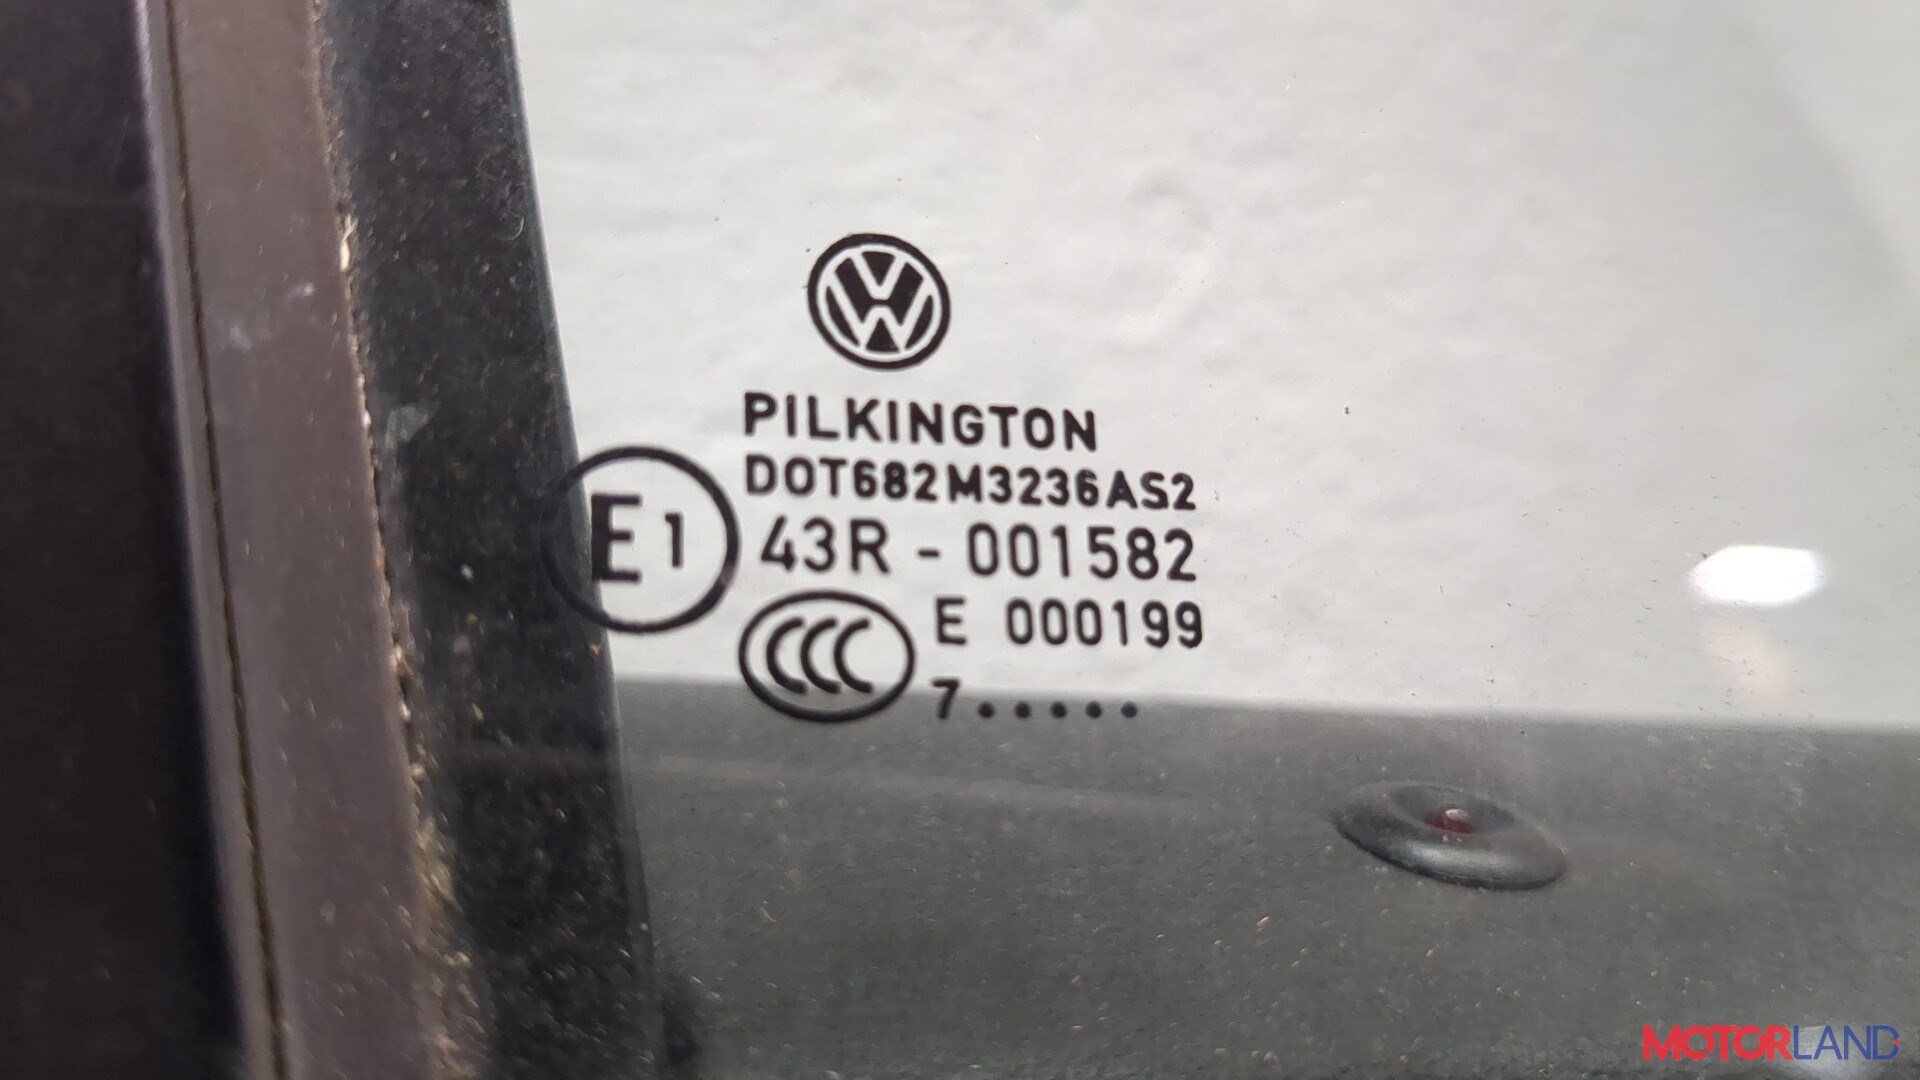 PILKINGTON
DOT682M3236AS2
E1 43R - 001582
CCC E 000199
7.....
MOTORLAND